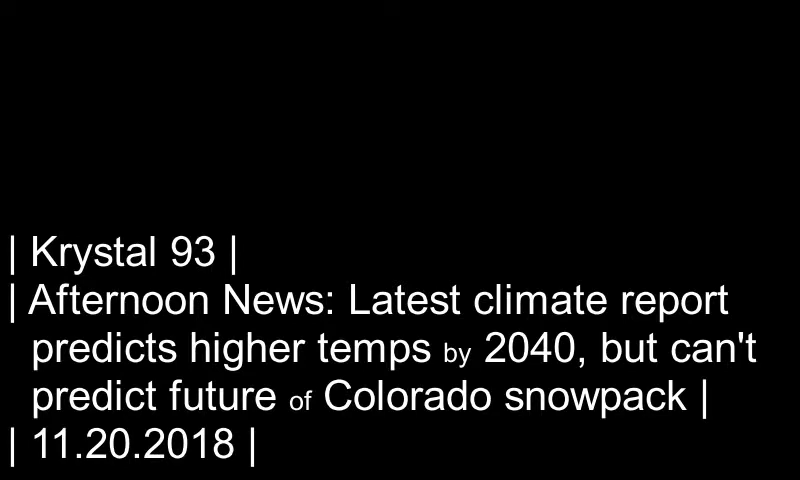 | Krystal 93 |
| Afternoon News: Latest climate report
predicts higher temps by 2040, but can't
predict future of Colorado snowpack |
| 11.20.2018 |